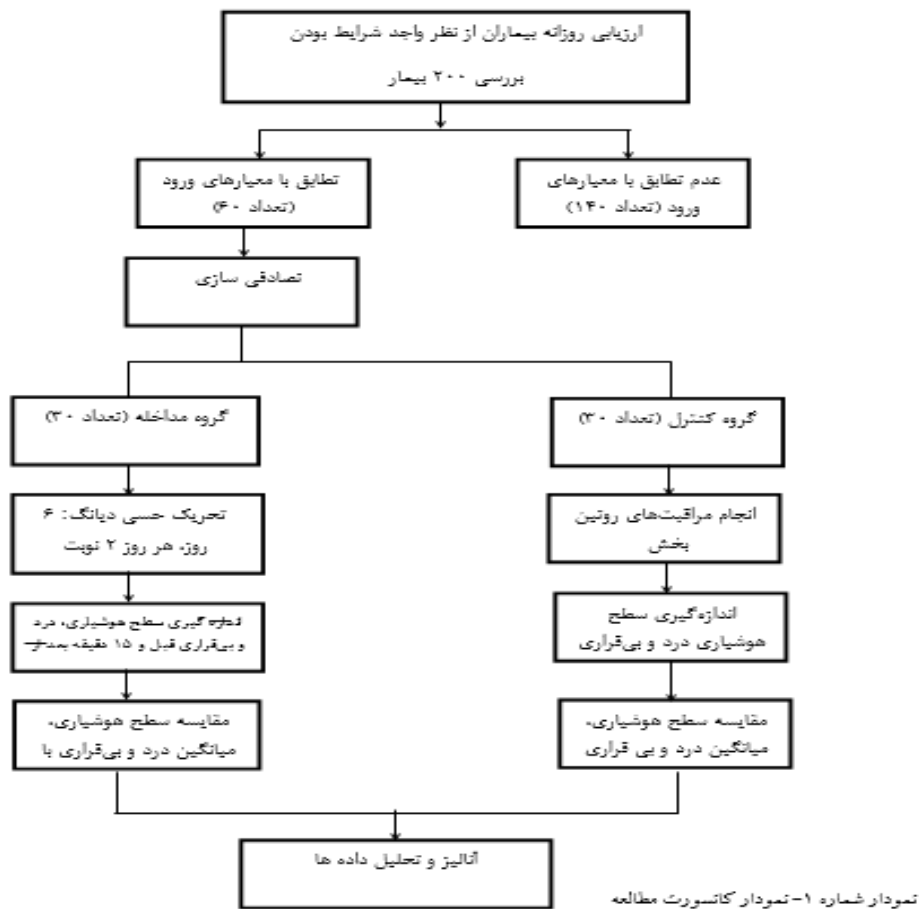 ارزیابی روزانه بیماران از نظر واجد شرایط بودن
بررسی ۲۰۰ بیمار
عدم تطابق با معیارهای
ورود (تعداد ۱۴۰)
تطابق با معیارهای ورود
(تعداد ۶۰)
تصادفی سازی
گروه کنترل (تعداد ۳۰)
گروه مداخله (تعداد ۳۰)
انجام مراقبت‌های روتین
بخش
تحریک حسی دیانگ: ۶
روز، هر روز ۲ نوبت
اندازه‌گیری سطح
هوشیاری درد و بی‌قراری
اندازه گیری سطح هوشیاری، درد
و بی‌قراری قبل و ۱۵ دقیقه بعد از
مقایسه سطح هوشیاری،
میانگین درد و بی قراری
مقایسه سطح هوشیاری،
میانگین درد و بی‌قراری با
آنالیز و تحلیل داده ها
نمودار شماره ۱- نمودار کانسورت مطالعه